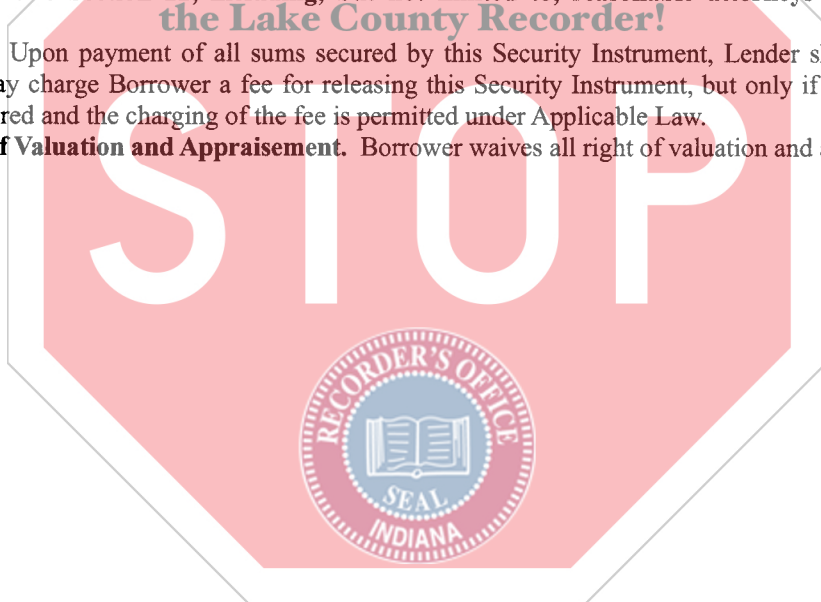 the Lake County Recorder!
Upon payment of all sums secured by this Security Instrument, Lender
charge Borrower a fee for releasing this Security Instrument, but only if
and the charging of the fee is permitted under Applicable Law.
Valuation and Appraisement. Borrower waives all right of valuation and
STOP
RECORDER'S OFFICE
SEAL
INDIANA